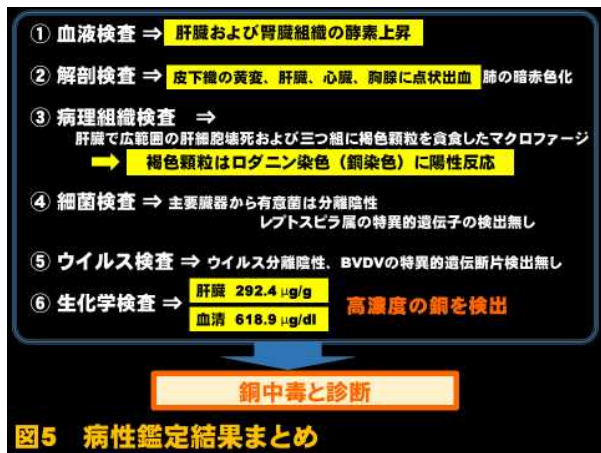 ① 血液検査 ⇒ 肝臓および腎臓組織の酵素上昇
② 解剖検査 ⇒ 皮下織の黄変、肝臓、心臓、胸腺に点状出血 肺の暗赤色化
③ 病理組織検査 ⇒
肝臓で広範囲の肝細胞壊死および三つ組に褐色顆粒を貪食したマクロファージ
褐色顆粒はロダニン染色（銅染色）に陽性反応
④ 細菌検査 ⇒ 主要臓器から有意菌は分離陰性
レプトスピラ属の特異的遺伝子の検出無し
⑤ ウイルス検査 ⇒ ウイルス分離陰性、BVDVの特異的遺伝断片検出無し
⑥ 生化学検査 ⇒ 肝臓 292.4 μg/g
血清 618.9 μg/dl
高濃度の銅を検出
銅中毒と診断
図5 病性鑑定結果まとめ